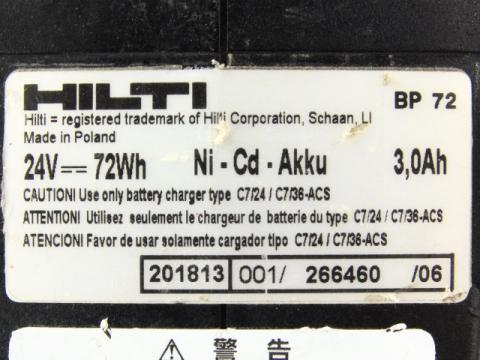 HILTI BP 72
Hilti = registered trademark of Hilti Corporation, Schaan, LI
Made in Poland
24V⎓72Wh Ni - Cd - Akku 3,0Ah
CAUTION! Use only battery charger type C7/24 / C7/36-ACS
ATTENTION! Utilisez seulement le chargeur de batterie du type C7/24 / C7/36-ACS
ATENCION! Favor de usar solamente cargador tipo C7/24 / C7/36-ACS
201813 001/ 266460 /06
警告